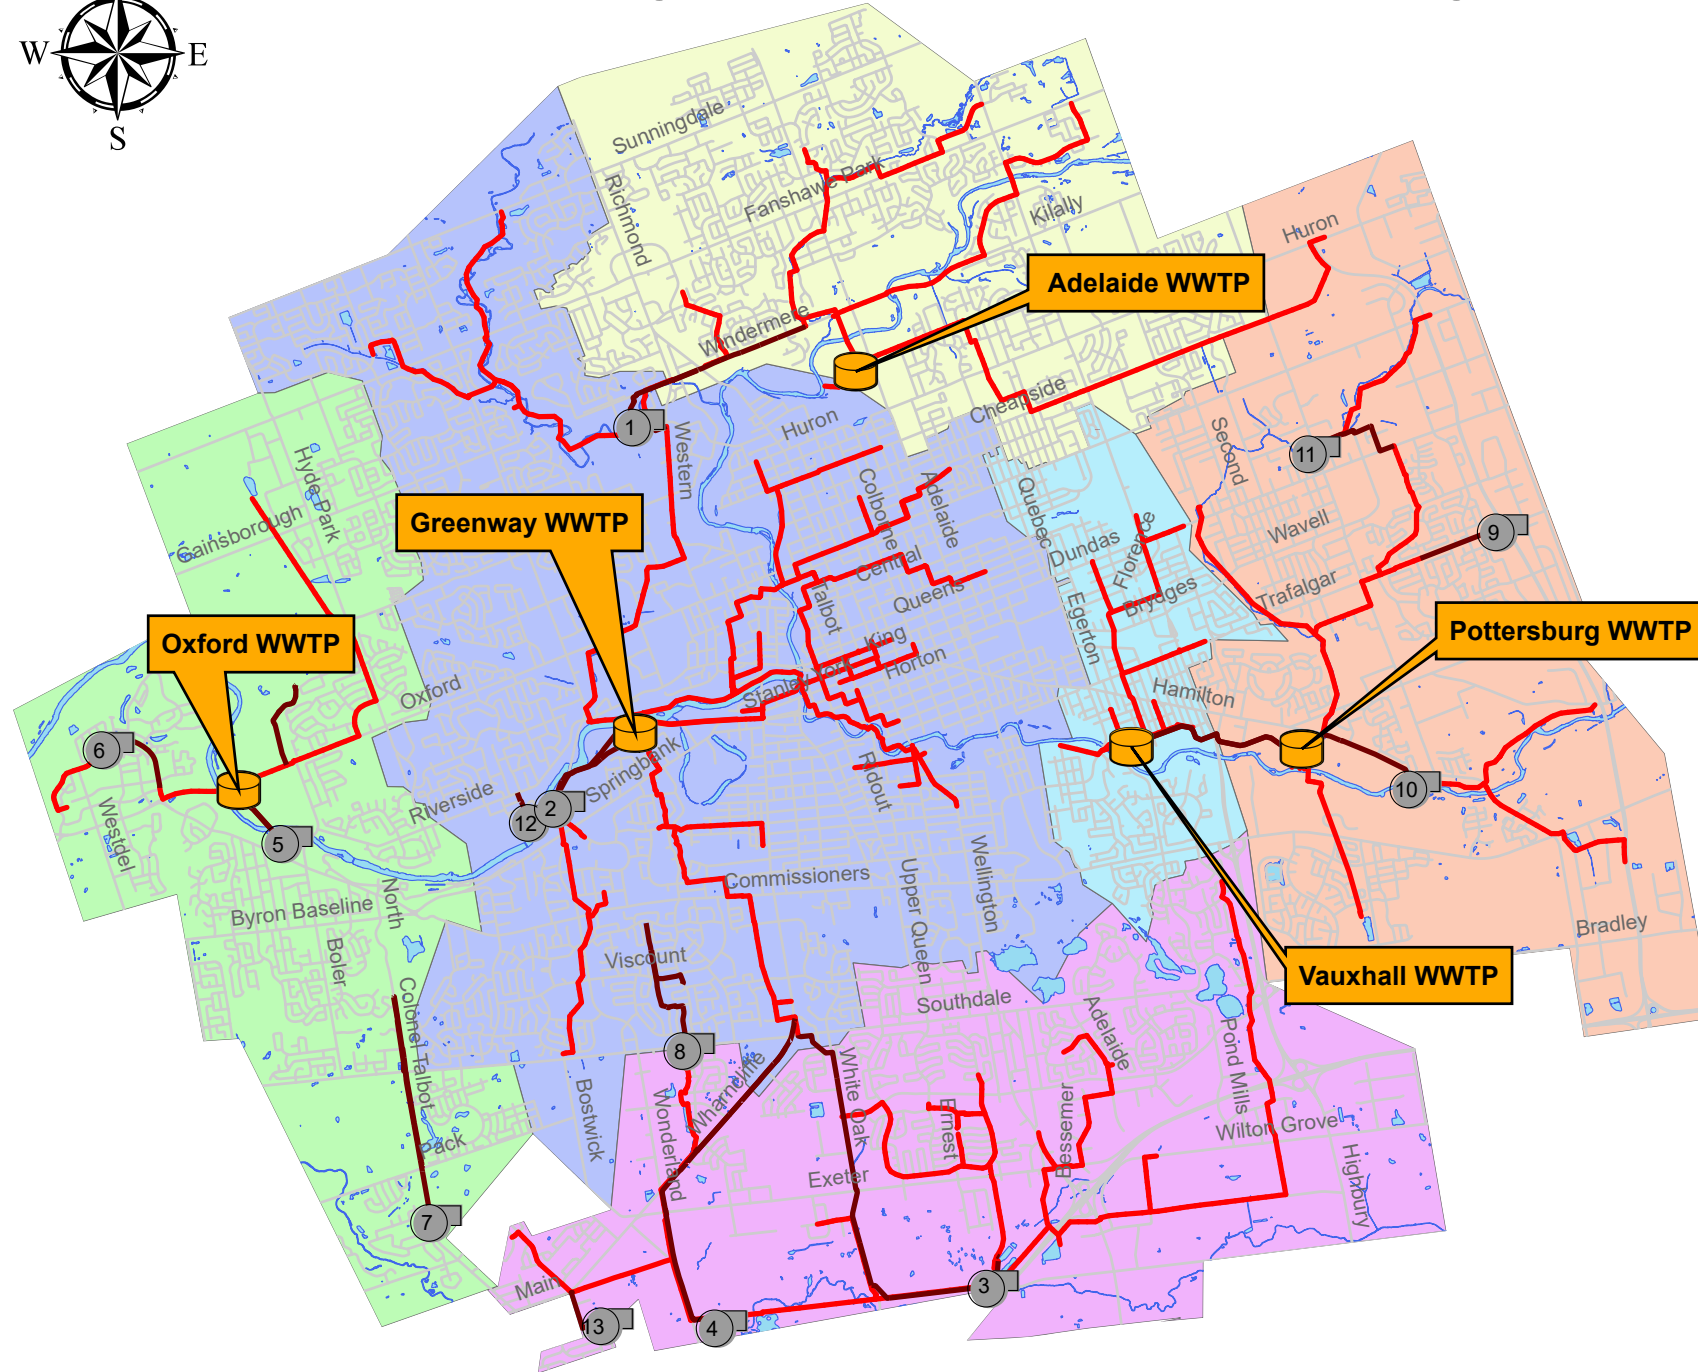 W
E
S
Sunningdale
Richmond
Fanshawe Park
Kilally
Huron
Adelaide WWTP
Windermere
Cheapside
1
Western
Huron
Second
11
Hyde Park
Gainsborough
Colborne
Adelaide
Quebec
Greenway WWTP
Dundas
Florence
Wavell
9
Central
Talbot
Queens
Brydges
Trafalgar
Egerton
Oxford WWTP
King
Horton
Pottersburg WWTP
Stanley
York
Oxford
Hamilton
6
Springbank
Ridout
10
Riverside
12
2
Westdel
5
Commissioners
Upper Queen
Wellington
North
Byron Baseline
Boler
Bradley
Viscount
Vauxhall WWTP
Southdale
Adelaide
Pond Mills
Colonel Talbot
8
Wharncliffe
White Oak
Bostwick
Wonderland
Ernest
Bessemer
Wilton Grove
Pack
Exeter
Highbury
7
Main
3
13
4